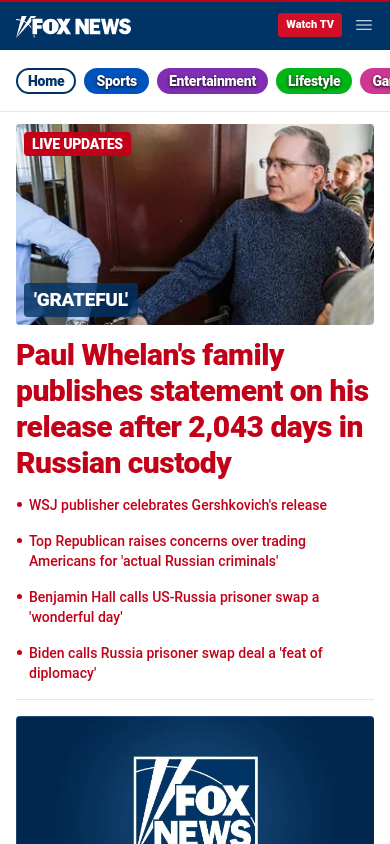 FOX NEWS
Watch TV
Home
Sports
Entertainment
Lifestyle
LIVE UPDATES
'GRATEFUL'
Paul Whelan's family
publishes statement on his
release after 2,043 days in
Russian custody
• WSJ publisher celebrates Gershkovich's release
• Top Republican raises concerns over trading
Americans for 'actual Russian criminals'
• Benjamin Hall calls US-Russia prisoner swap a
'wonderful day'
• Biden calls Russia prisoner swap deal a 'feat of
diplomacy'
FOX
NEWS